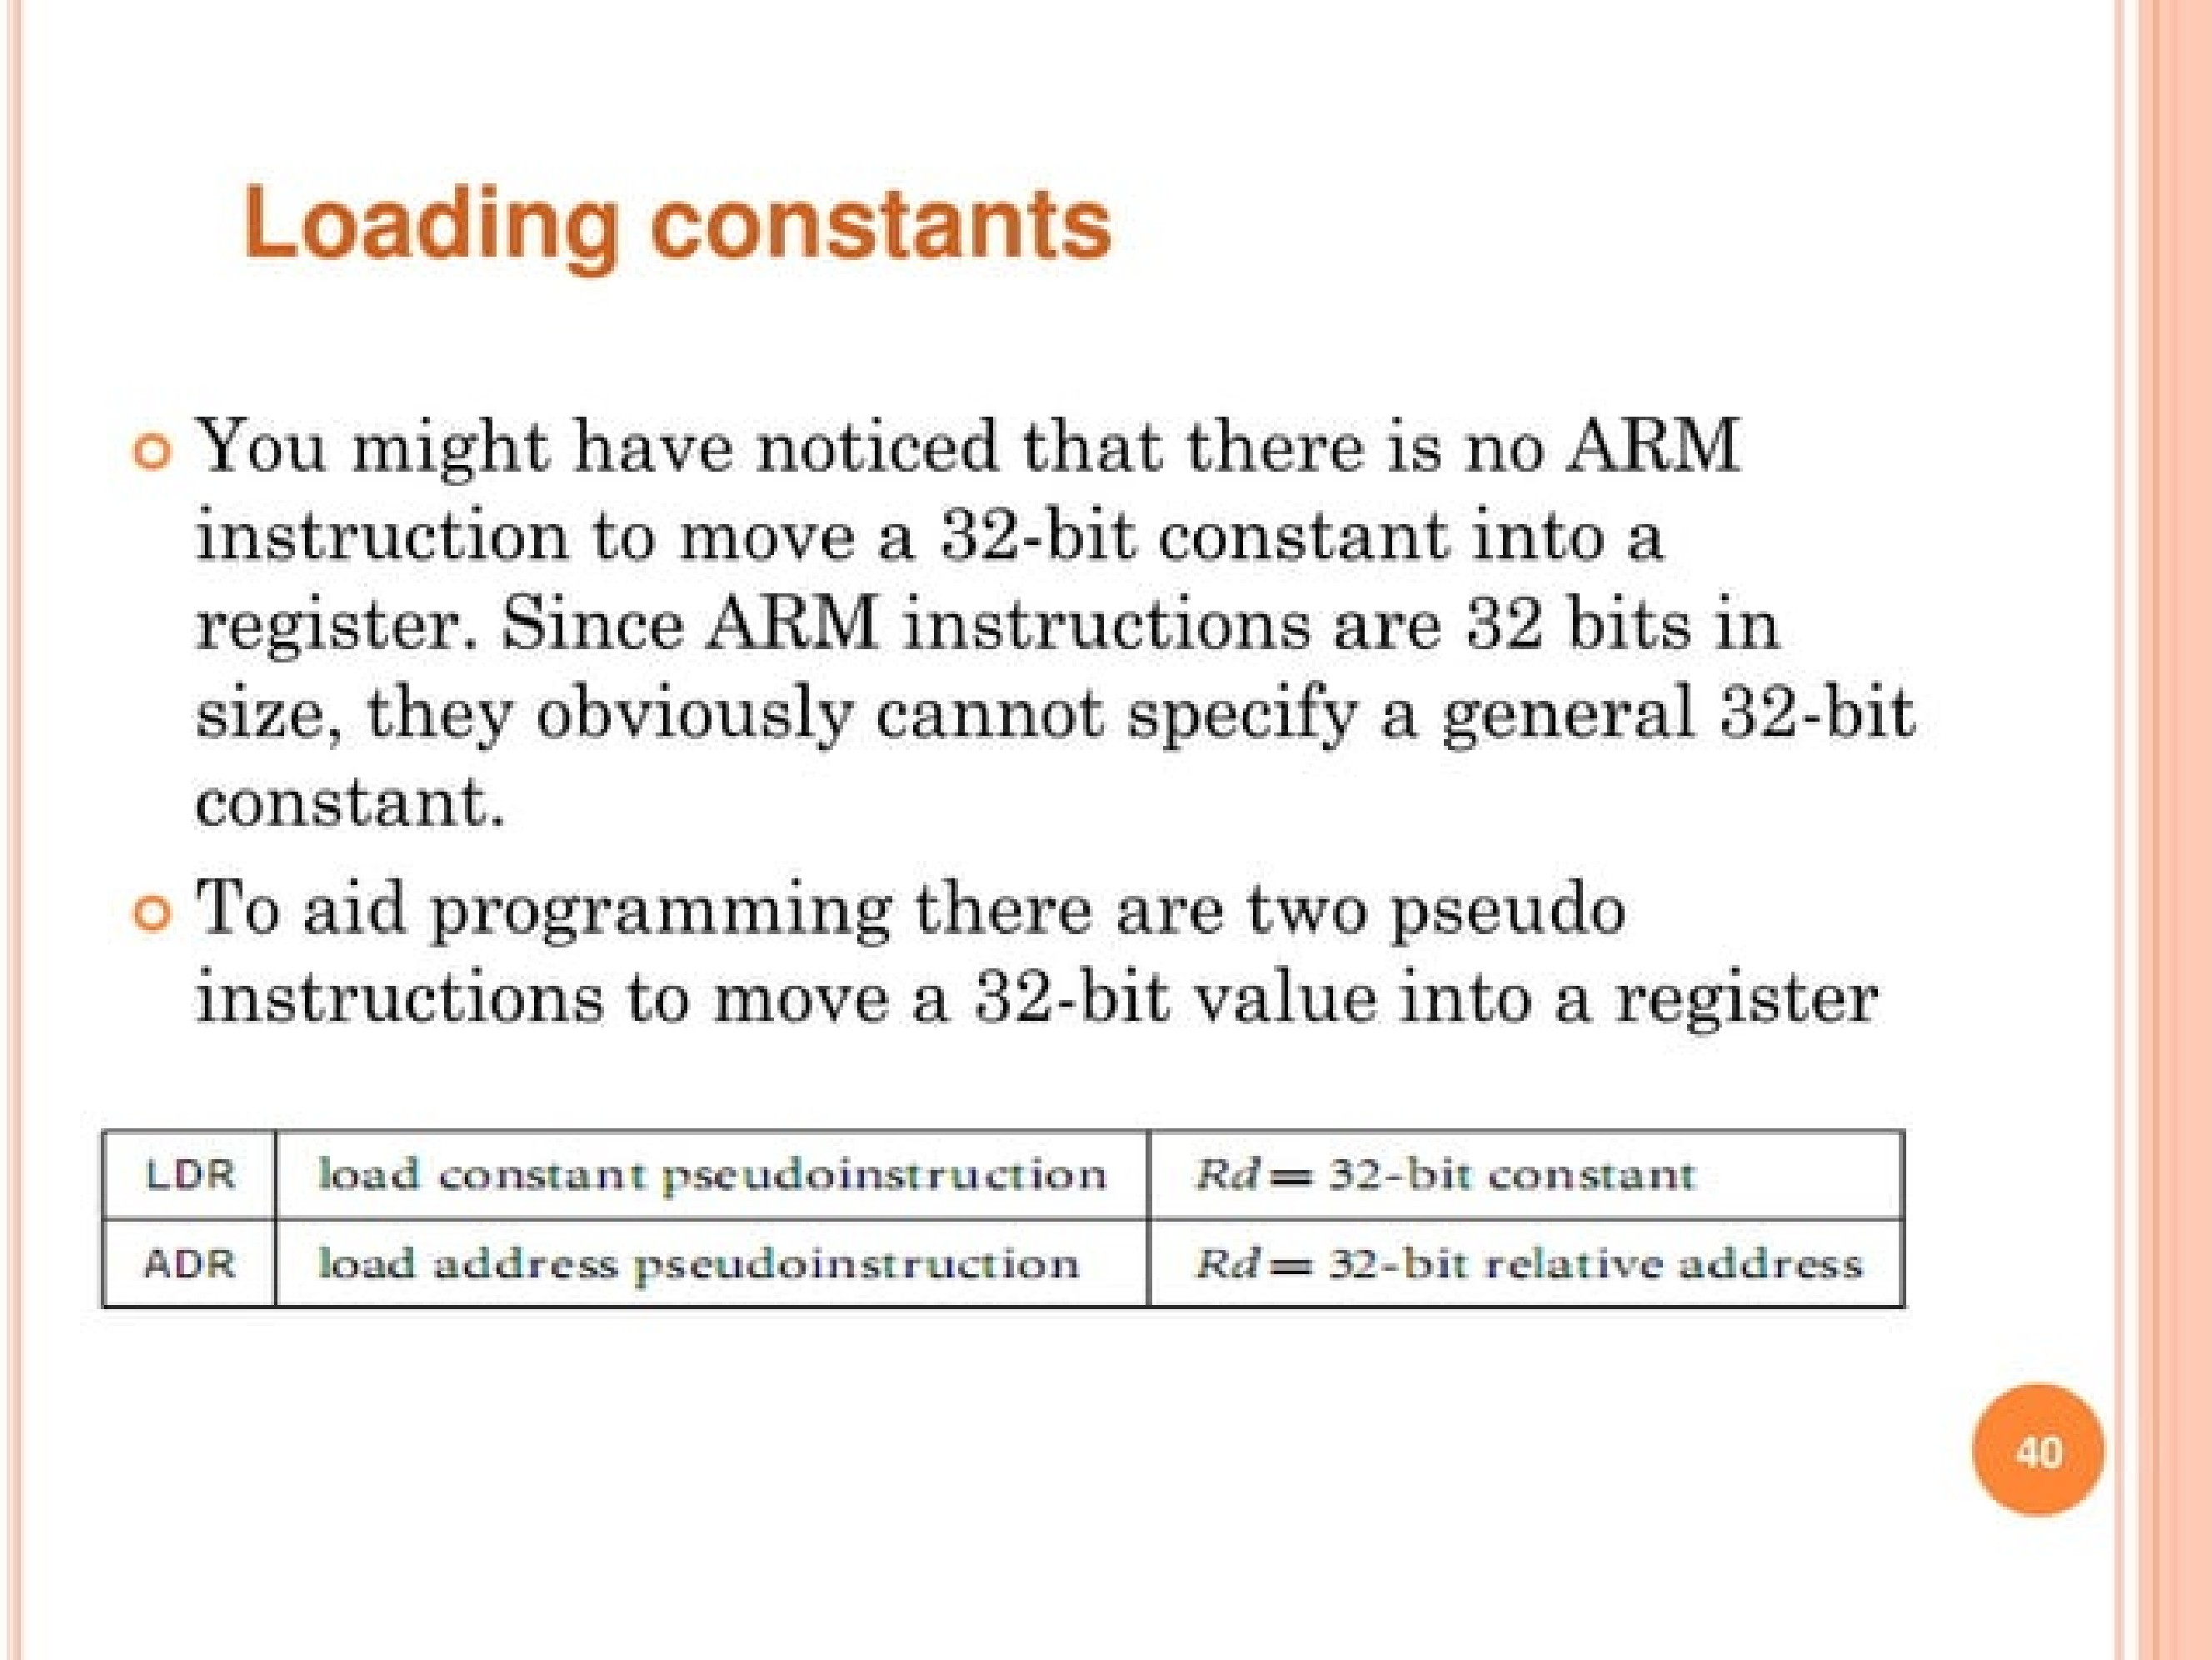 Loading constants
You might have noticed that there is no ARM
instruction to move a 32-bit constant into a
register. Since ARM instructions are 32 bits in
size, they obviously cannot specify a general 32-bit
constant.
To aid programming there are two pseudo
instructions to move a 32-bit value into a register
LDR load constant pseudoinstruction Rd = 32-bit constant
ADR load address pseudoinstruction Rd = 32-bit relative address
40